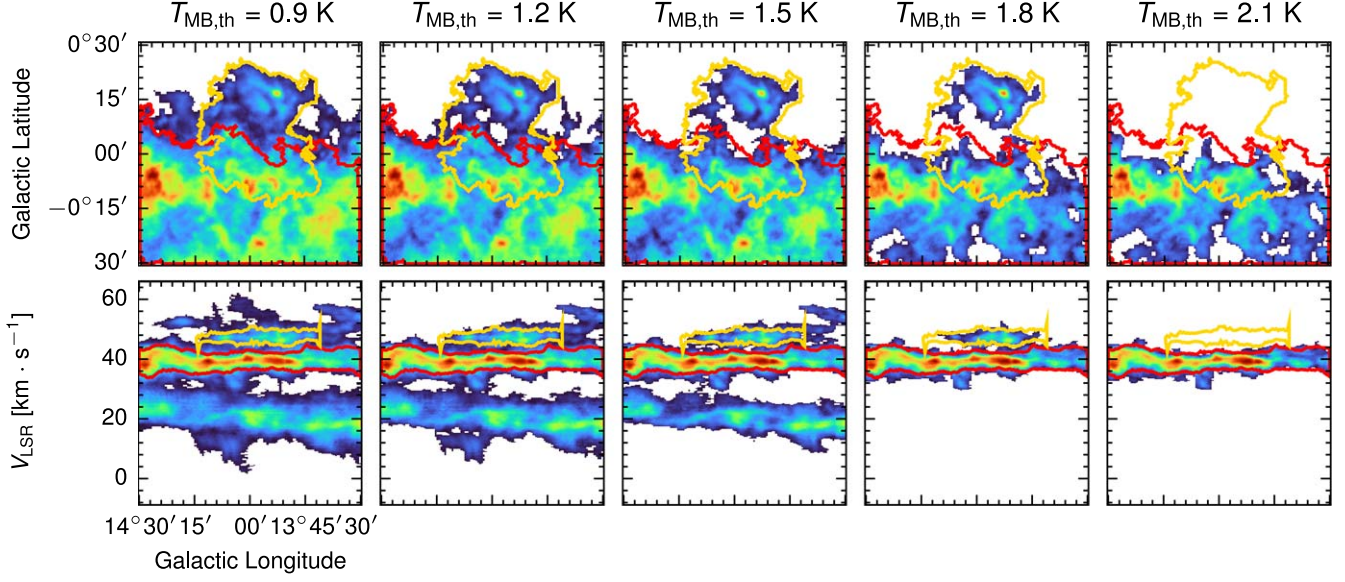 T_MB,th = 0.9 K
T_MB,th = 1.2 K
T_MB,th = 1.5 K
T_MB,th = 1.8 K
T_MB,th = 2.1 K
Galactic Latitude
0°30′
15′
00′
−0°15′
30′
V_LSR [km · s⁻¹]
60
40
20
0
14°30′ 15′ 00′ 13°45′ 30′
Galactic Longitude